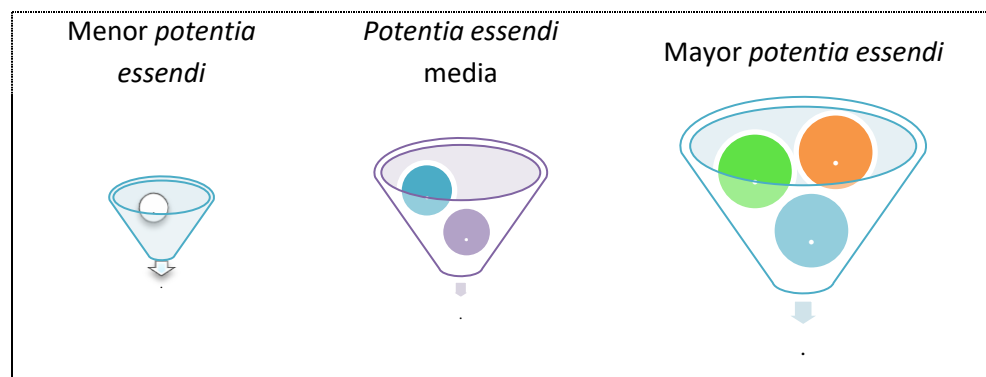 Menor potentia
essendi
Potentia essendi
media
Mayor potentia essendi
.
.
.